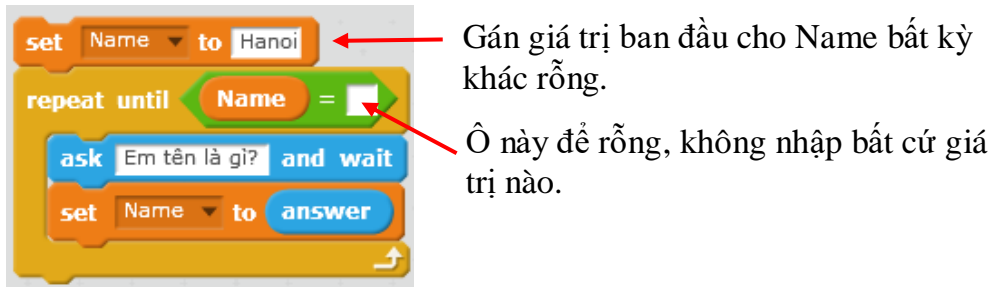 set Name to Hanoi
Gán giá trị ban đầu cho Name bất kỳ
khác rỗng.
repeat until Name =
Ô này để rỗng, không nhập bất cứ giá
trị nào.
ask Em tên là gì? and wait
set Name to answer